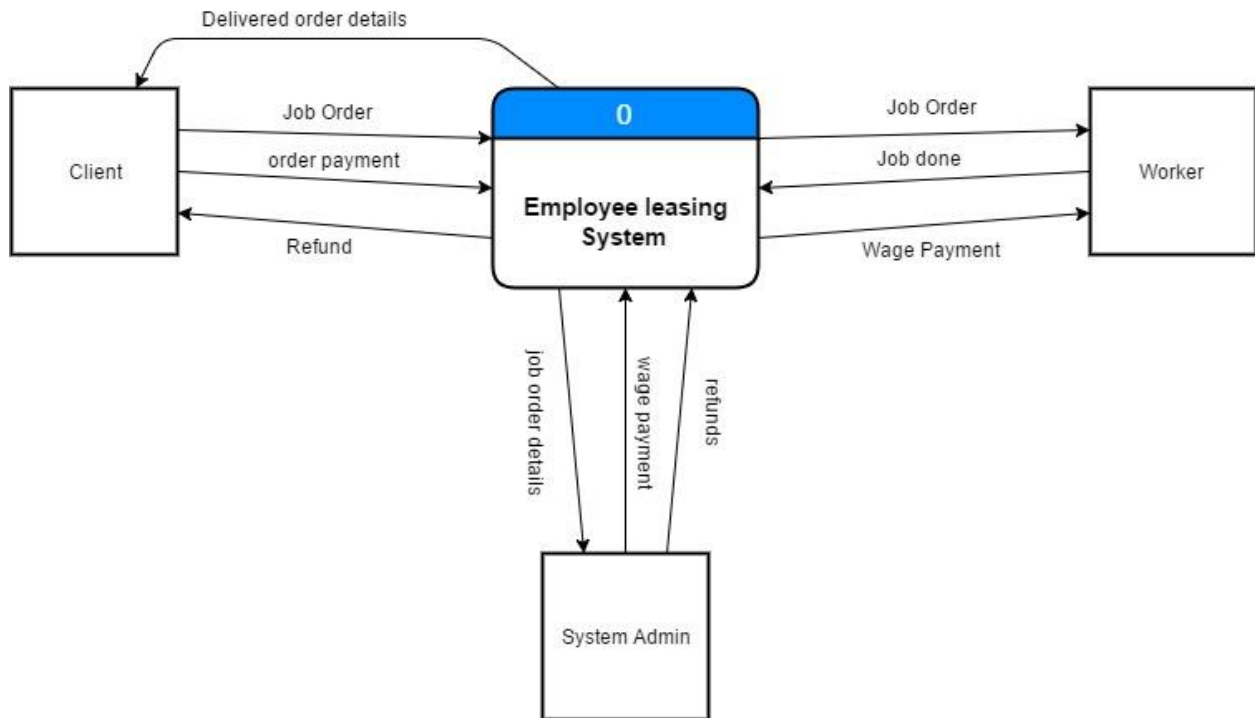 Delivered order details
0
Job Order
Job Order
order payment
Job done
Client
Worker
Employee leasing
System
Refund
Wage Payment
job order details
wage payment
refunds
System Admin